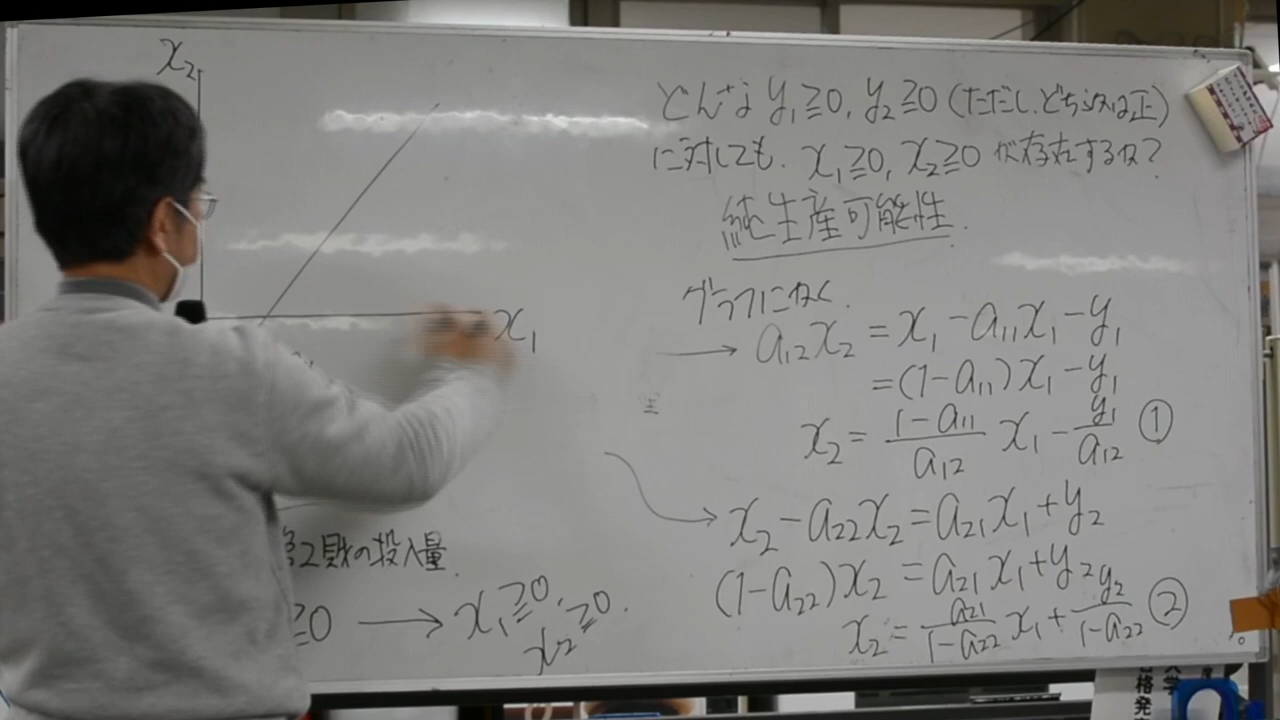 x₂
x₁
第2財の投入量
≧0 → x₁≧0, x₂≧0.
どんな y₁≧0, y₂≧0 (ただし、どちらかは正)
に対しても、x₁≧0, x₂≧0 が存在するか?
純生産可能性.
グラフにかく.
→ a₁₂x₂ = x₁ - a₁₁x₁ - y₁
= (1-a₁₁)x₁ - y₁
x₂ = (1-a₁₁)/a₁₂ x₁ - y₁/a₁₂ ①
→ x₂ - a₂₂x₂ = a₂₁x₁ + y₂
(1-a₂₂)x₂ = a₂₁x₁ + y₂
x₂ = a₂₁/(1-a₂₂) x₁ + y₂/(1-a₂₂) ②